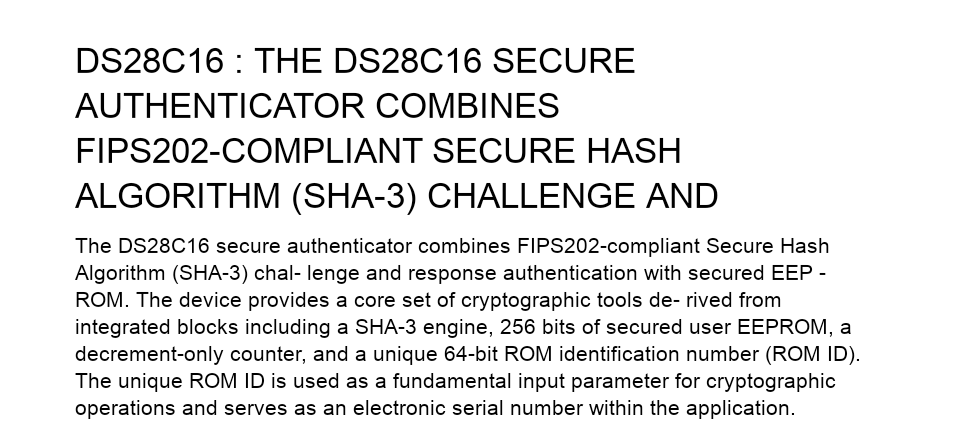 DS28C16 : THE DS28C16 SECURE
AUTHENTICATOR COMBINES
FIPS202-COMPLIANT SECURE HASH
ALGORITHM (SHA-3) CHALLENGE AND
The DS28C16 secure authenticator combines FIPS202-compliant Secure Hash
Algorithm (SHA-3) chal- lenge and response authentication with secured EEP -
ROM. The device provides a core set of cryptographic tools de- rived from
integrated blocks including a SHA-3 engine, 256 bits of secured user EEPROM, a
decrement-only counter, and a unique 64-bit ROM identification number (ROM ID).
The unique ROM ID is used as a fundamental input parameter for cryptographic
operations and serves as an electronic serial number within the application.